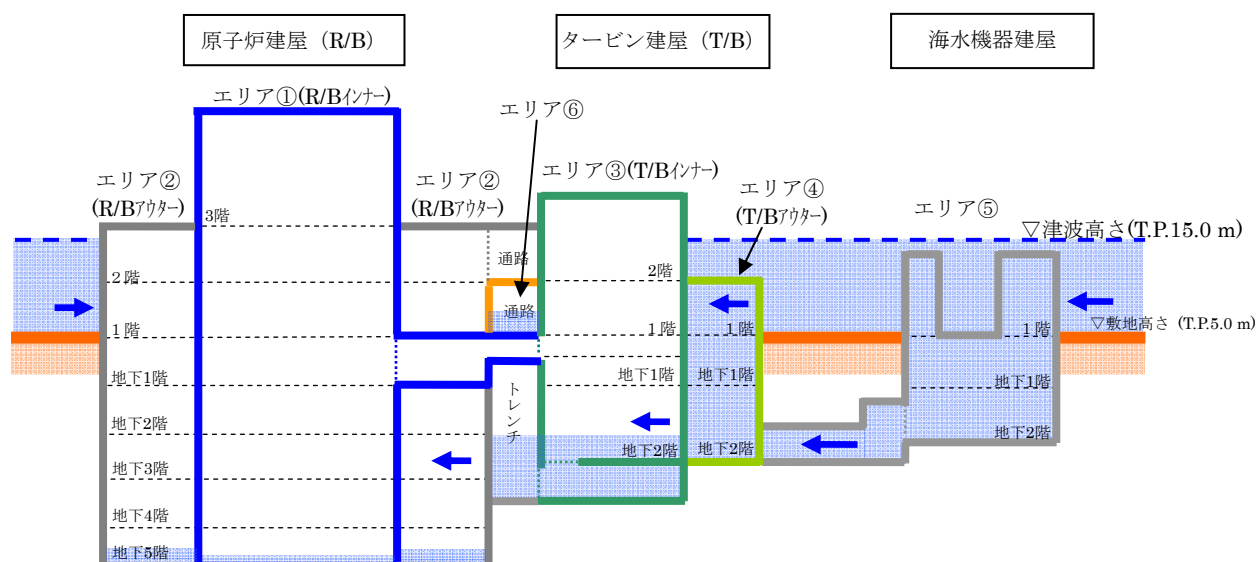 原子炉建屋（R/B）
タービン建屋（T/B）
海水機器建屋
エリア①(R/Bインナー)
エリア⑥
エリア②
(R/Bアウター)
エリア②
(R/Bアウター)
エリア③(T/Bインナー)
エリア④
(T/Bアウター)
エリア⑤
▽津波高さ(T.P.15.0 m)
3階
通路
2階
2階
通路
1階
1階
1階
1階
▽敷地高さ (T.P.5.0 m)
地下1階
地下1階
地下1階
トレンチ
地下2階
地下2階
地下2階
地下2階
地下3階
地下4階
地下5階